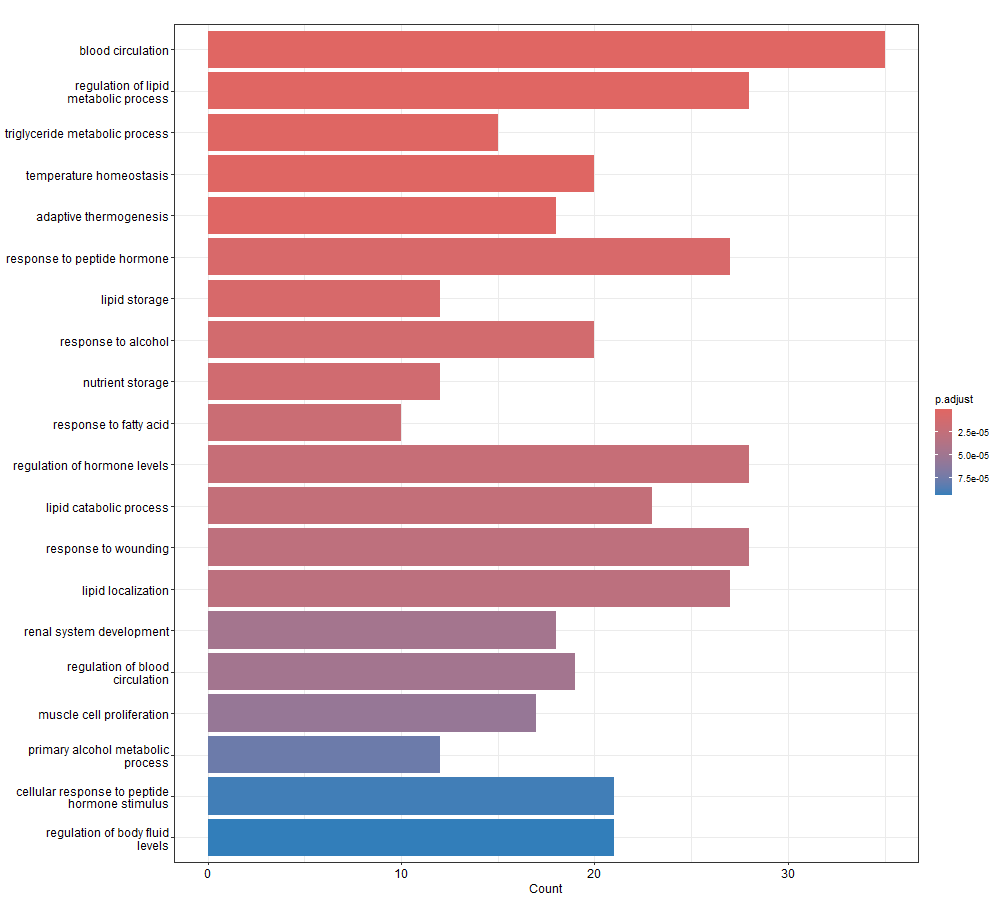 blood circulation
regulation of lipid
metabolic process
triglyceride metabolic process
temperature homeostasis
adaptive thermogenesis
response to peptide hormone
lipid storage
response to alcohol
nutrient storage
response to fatty acid
regulation of hormone levels
lipid catabolic process
response to wounding
lipid localization
renal system development
regulation of blood
circulation
muscle cell proliferation
primary alcohol metabolic
process
cellular response to peptide
hormone stimulus
regulation of body fluid
levels
0 10 20 30
Count
p.adjust
2.5e-05
5.0e-05
7.5e-05